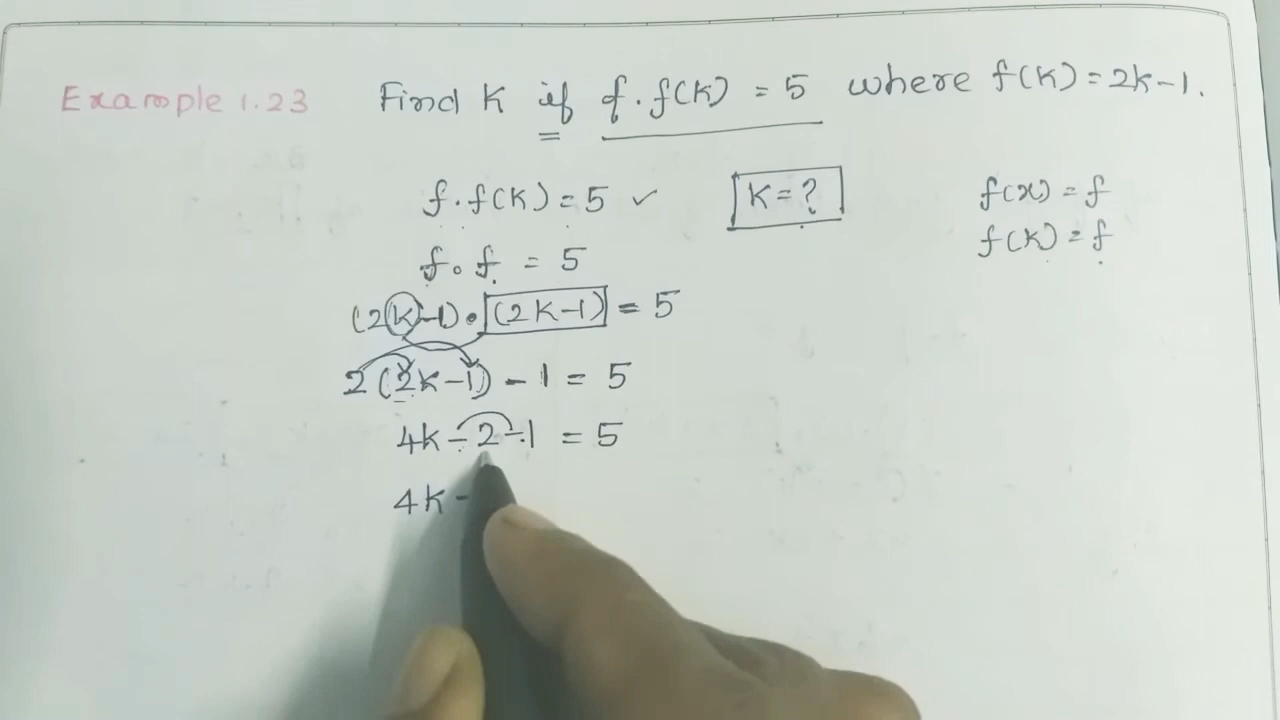 Example 1.23 Find K if f.f(K) = 5 where f(K) = 2k-1.
f.f(K) = 5 ✓ K = ? f(x) = f
f(K) = f
f∘f = 5
(2k-1)•(2K-1) = 5
2(2k-1)-1 = 5
4k-2-1 = 5
4k-